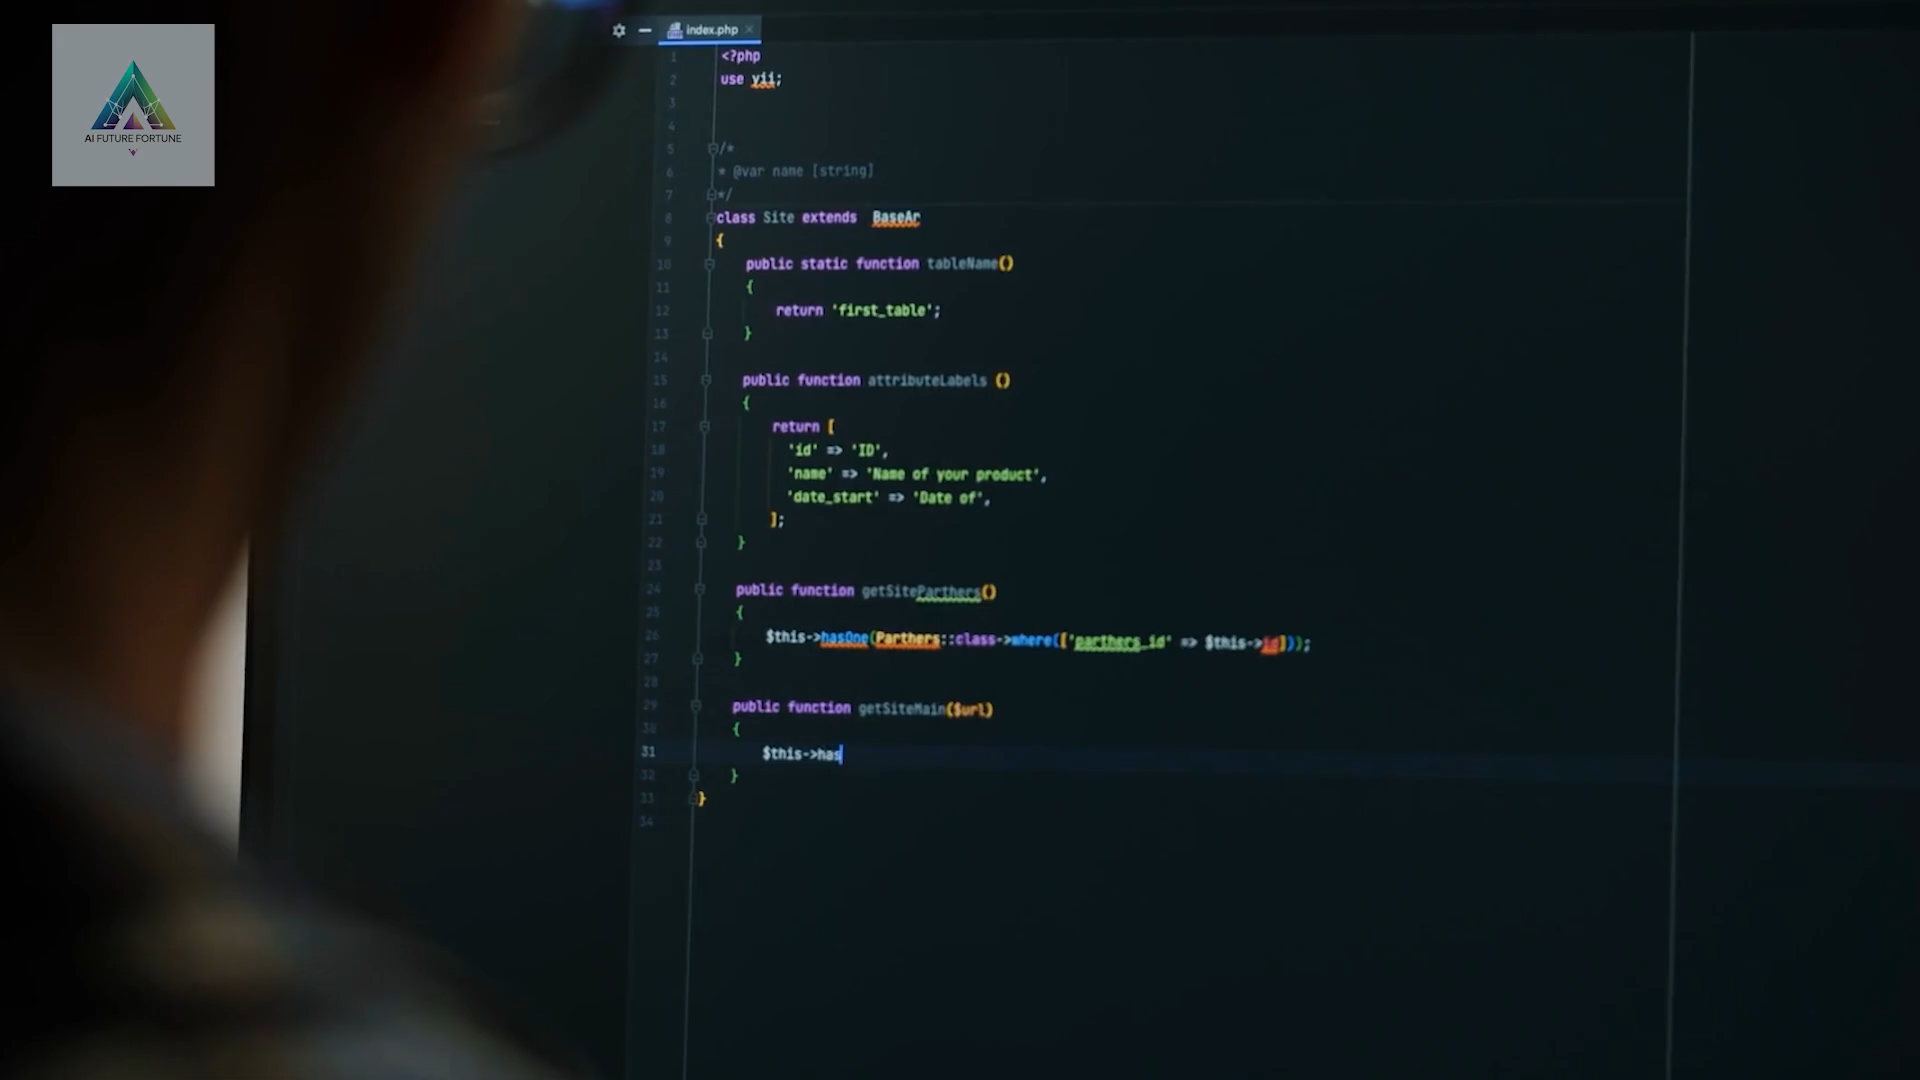 AI FUTURE FORTUNE
index.php
1 <?php
2 use yii;
3
4
5 /*
6 * @var name [string]
7 */
8 class Site extends BaseAr
9 {
10 public static function tableName()
11 {
12 return 'first_table';
13 }
14
15 public function attributeLabels ()
16 {
17 return [
18 'id' => 'ID',
19 'name' => 'Name of your product',
20 'date_start' => 'Date of',
21 ];
22 }
23
24 public function getSiteParthers()
25 {
26 $this->hasOne(Parthers::class->where(['parthers_id' => $this->id]));
27 }
28
29 public function getSiteMain($url)
30 {
31 $this->has
32 }
33 }
34